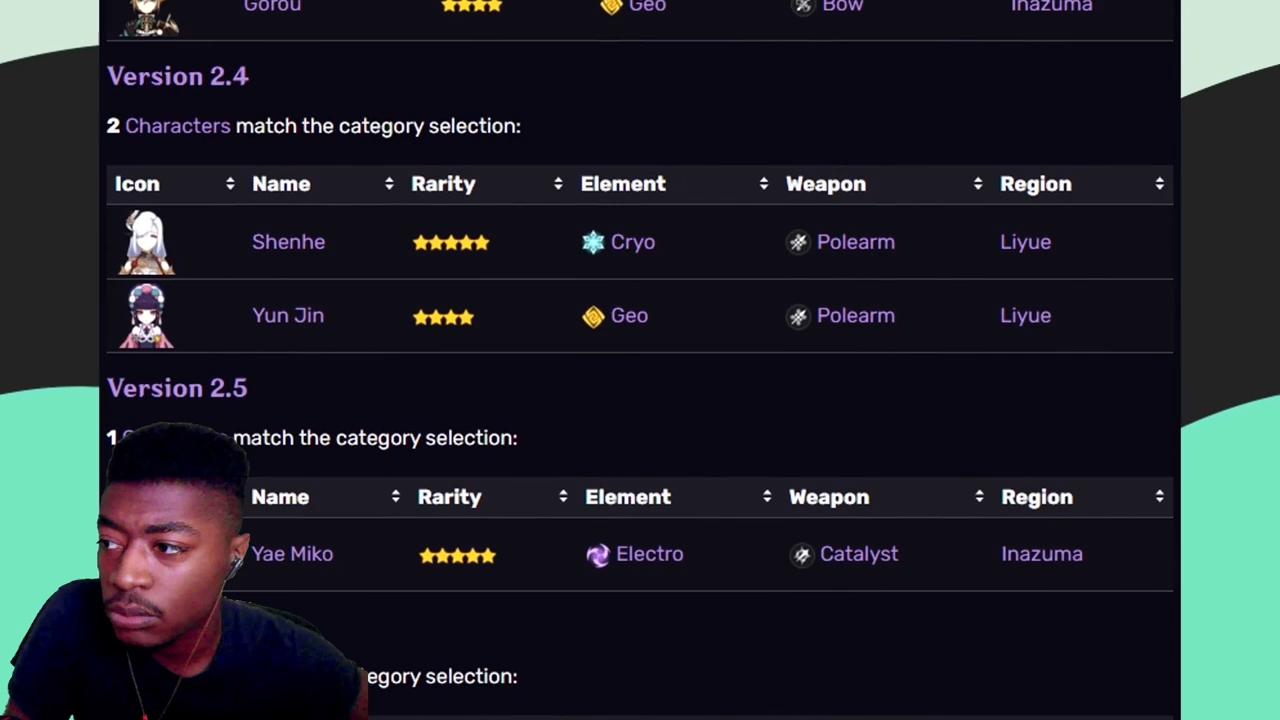 Gorou Geo Bow Inazuma
Version 2.4
2 Characters match the category selection:
Icon Name Rarity Element Weapon Region
Shenhe Cryo Polearm Liyue
Yun Jin Geo Polearm Liyue
Version 2.5
1 match the category selection:
Name Rarity Element Weapon Region
Yae Miko Electro Catalyst Inazuma
selection: